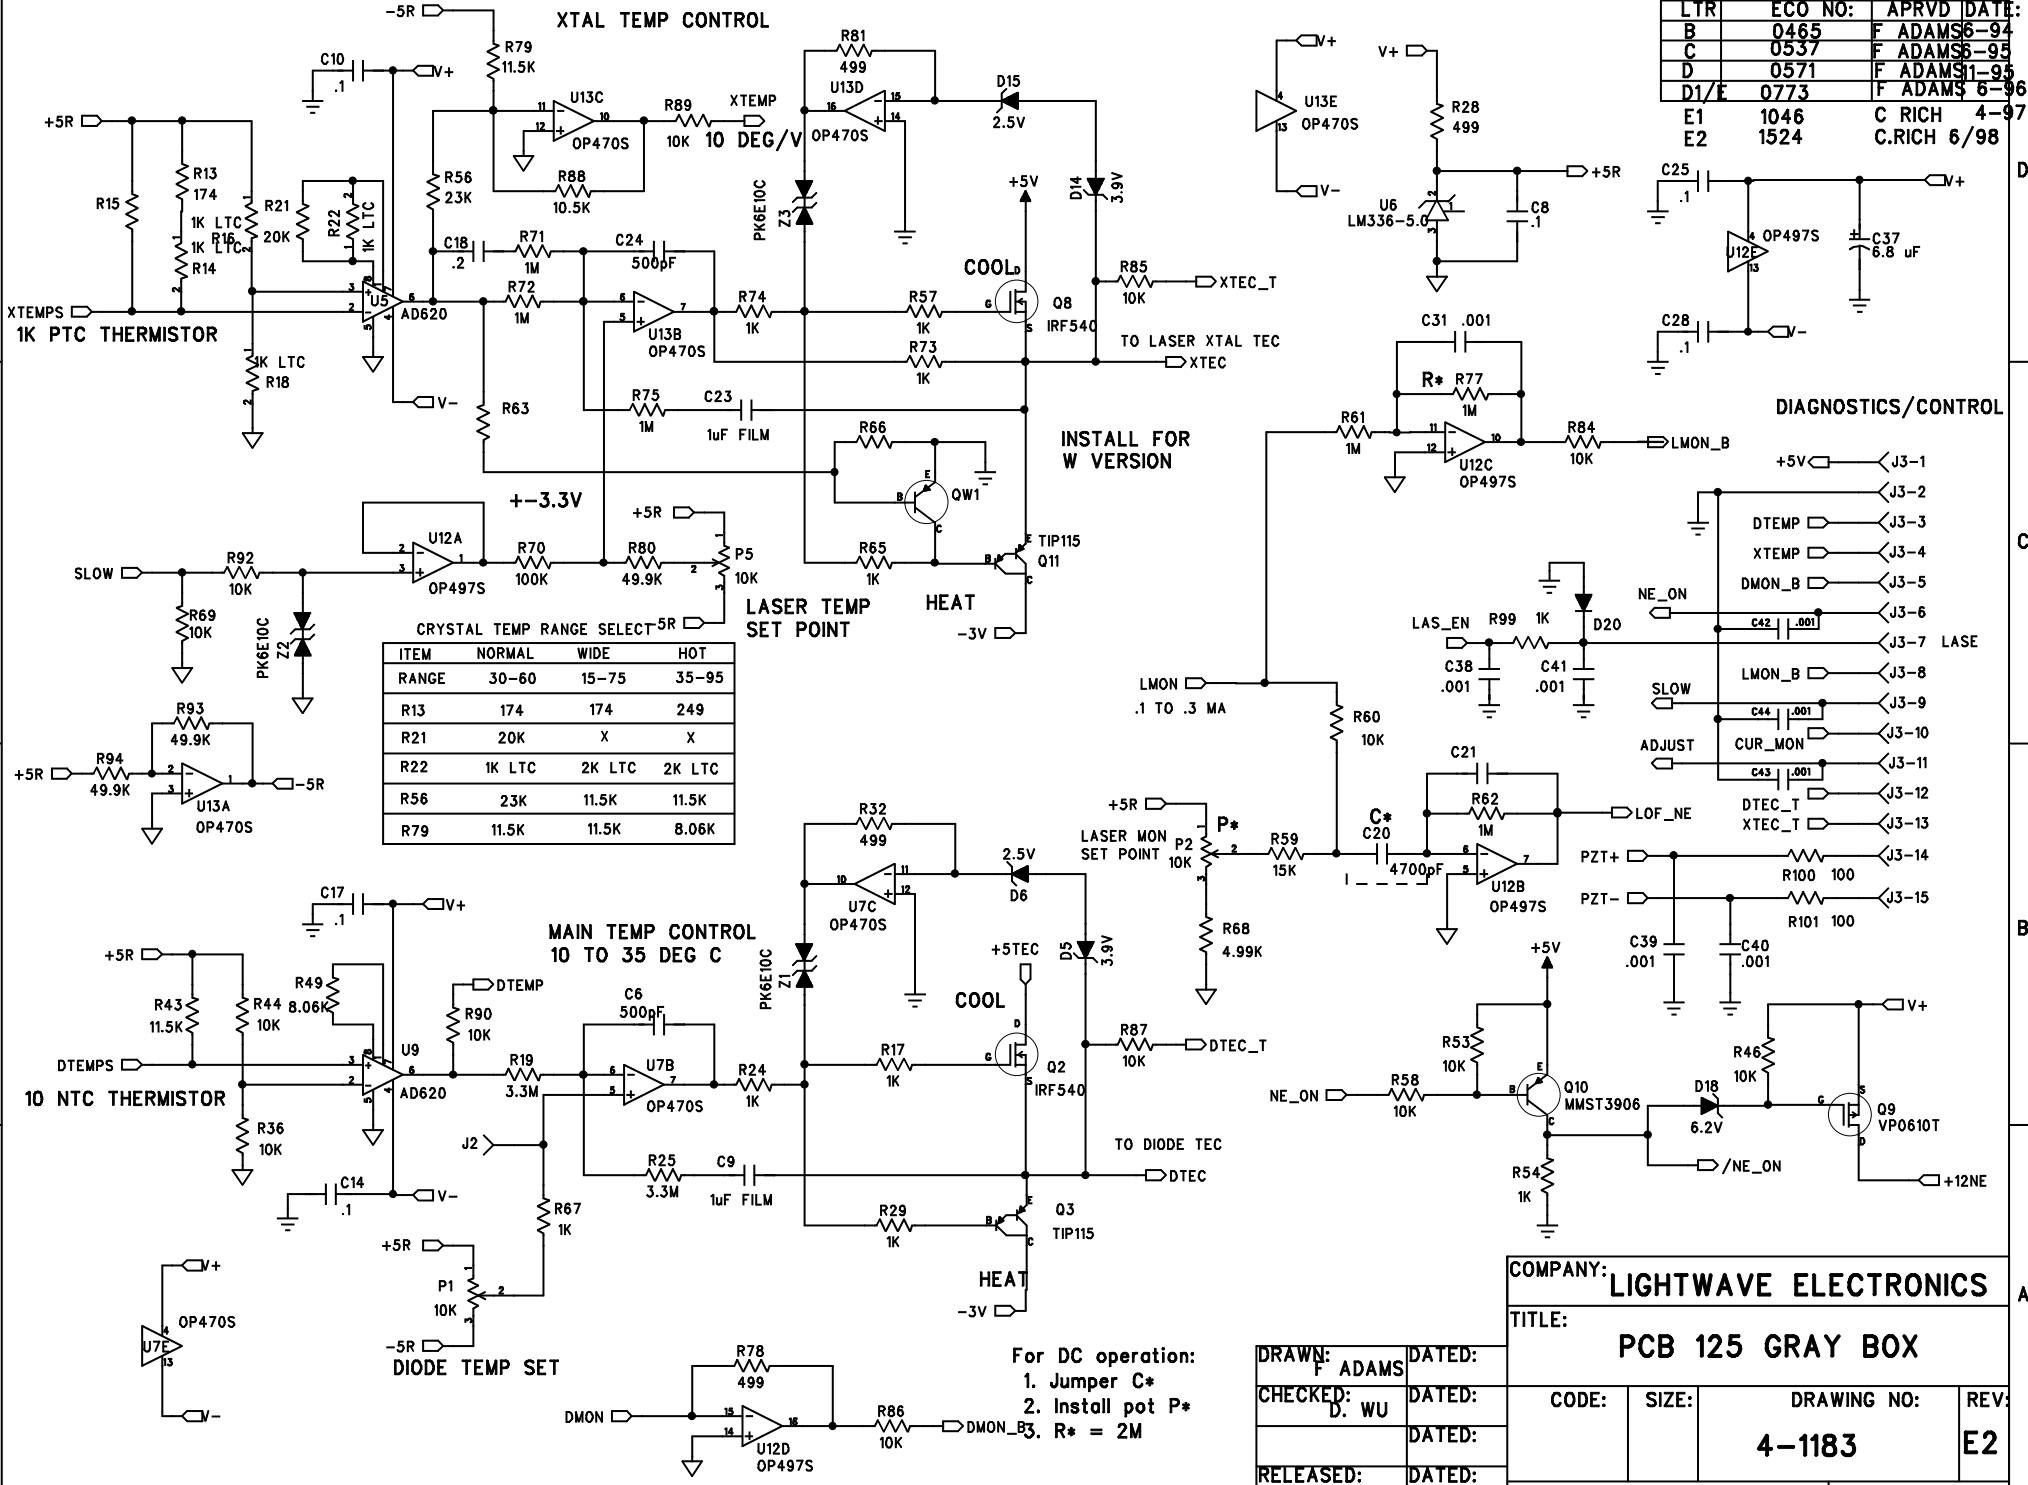 XTAL TEMP CONTROL
-5R
R79
11.5K
C10
.1
V+
+5R
R15
R13
174
1K LTC
1K LTC
R16
R14
R21
20K
R22
1K LTC
XTEMPS
1K PTC THERMISTOR
1K LTC
R18
U5
AD620
V-
R56
23K
U13C
OP470S
R88
10.5K
R89
10K
XTEMP
10 DEG/V
R81
499
U13D
OP470S
D15
2.5V
PK6E10C
Z3
D14
3.9V
C18
.2
R71
1M
R72
1M
C24
500pF
U13B
OP470S
R74
1K
R57
1K
R73
1K
+5V
COOL
Q8
IRF540
R85
10K
XTEC_T
TO LASER XTAL TEC
XTEC
R63
R75
1M
C23
1uF FILM
R66
QW1
INSTALL FOR
W VERSION
+-3.3V
U12A
OP497S
R70
100K
R80
49.9K
+5R
P5
10K
-5R
LASER TEMP
SET POINT
R65
1K
TIP115
Q11
HEAT
-3V
SLOW
R92
10K
R69
10K
PK6E10C
Z2
CRYSTAL TEMP RANGE SELECT
ITEM NORMAL WIDE HOT
RANGE 30-60 15-75 35-95
R13 174 174 249
R21 20K X X
R22 1K LTC 2K LTC 2K LTC
R56 23K 11.5K 11.5K
R79 11.5K 11.5K 8.06K
R93
49.9K
+5R
R94
49.9K
U13A
OP470S
-5R
V+
U13E
OP470S
V-
V+
R28
499
+5R
U6
LM336-5.0
C8
.1
LTR ECO NO: APRVD DATE:
B 0465 F ADAMS 6-94
C 0537 F ADAMS 6-95
D 0571 F ADAMS 11-95
D1/E 0773 F ADAMS 6-96
E1 1046 C RICH 4-97
E2 1524 C.RICH 6/98
C25
.1
V+
OP497S
U12E
C37
6.8 uF
C28
.1
V-
D
C
B
A
C31 .001
R* R77
1M
R61
1M
U12C
OP497S
R84
10K
LMON_B
DIAGNOSTICS/CONTROL
+5V J3-1
J3-2
DTEMP J3-3
XTEMP J3-4
DMON_B J3-5
NE_ON J3-6
C42 .001
J3-7 LASE
LMON_B J3-8
SLOW J3-9
C44 .001
CUR_MON J3-10
ADJUST J3-11
C43 .001
DTEC_T J3-12
XTEC_T J3-13
PZT+ R100 100 J3-14
PZT- R101 100 J3-15
C39
.001
C40
.001
LAS_EN
R99 1K
D20
C38
.001
C41
.001
LMON
.1 TO .3 MA
R60
10K
+5R
LASER MON
SET POINT
P2
10K
P*
R59
15K
C*
C20
4700pF
C21
R62
1M
U12B
OP497S
LOF_NE
R68
4.99K
C17
.1
V+
MAIN TEMP CONTROL
10 TO 35 DEG C
+5R
R43
11.5K
R44
10K
R49
8.06K
DTEMPS
10 NTC THERMISTOR
R36
10K
U9
AD620
C14
.1
V-
DTEMP
R90
10K
R19
3.3M
C6
500pF
U7B
OP470S
R24
1K
R32
499
U7C
OP470S
2.5V
D6
PK6E10C
Z1
D5
3.9V
+5TEC
COOL
R17
1K
Q2
IRF540
R87
10K
DTEC_T
TO DIODE TEC
DTEC
J2
R67
1K
R25
3.3M
C9
1uF FILM
R29
1K
Q3
TIP115
HEAT
-3V
+5R
P1
10K
-5R
DIODE TEMP SET
V+
OP470S
U7E
V-
R78
499
DMON
U12D
OP497S
R86
10K
DMON_B
For DC operation:
1. Jumper C*
2. Install pot P*
3. R* = 2M
+5V
R53
10K
NE_ON
R58
10K
Q10
MMST3906
R54
1K
D18
6.2V
/NE_ON
R46
10K
V+
Q9
VP0610T
+12NE
COMPANY: LIGHTWAVE ELECTRONICS
TITLE:
PCB 125 GRAY BOX
DRAWN: F ADAMS DATED:
CHECKED: D. WU DATED:
DATED:
RELEASED: DATED:
CODE: SIZE: DRAWING NO: REV:
4-1183 E2